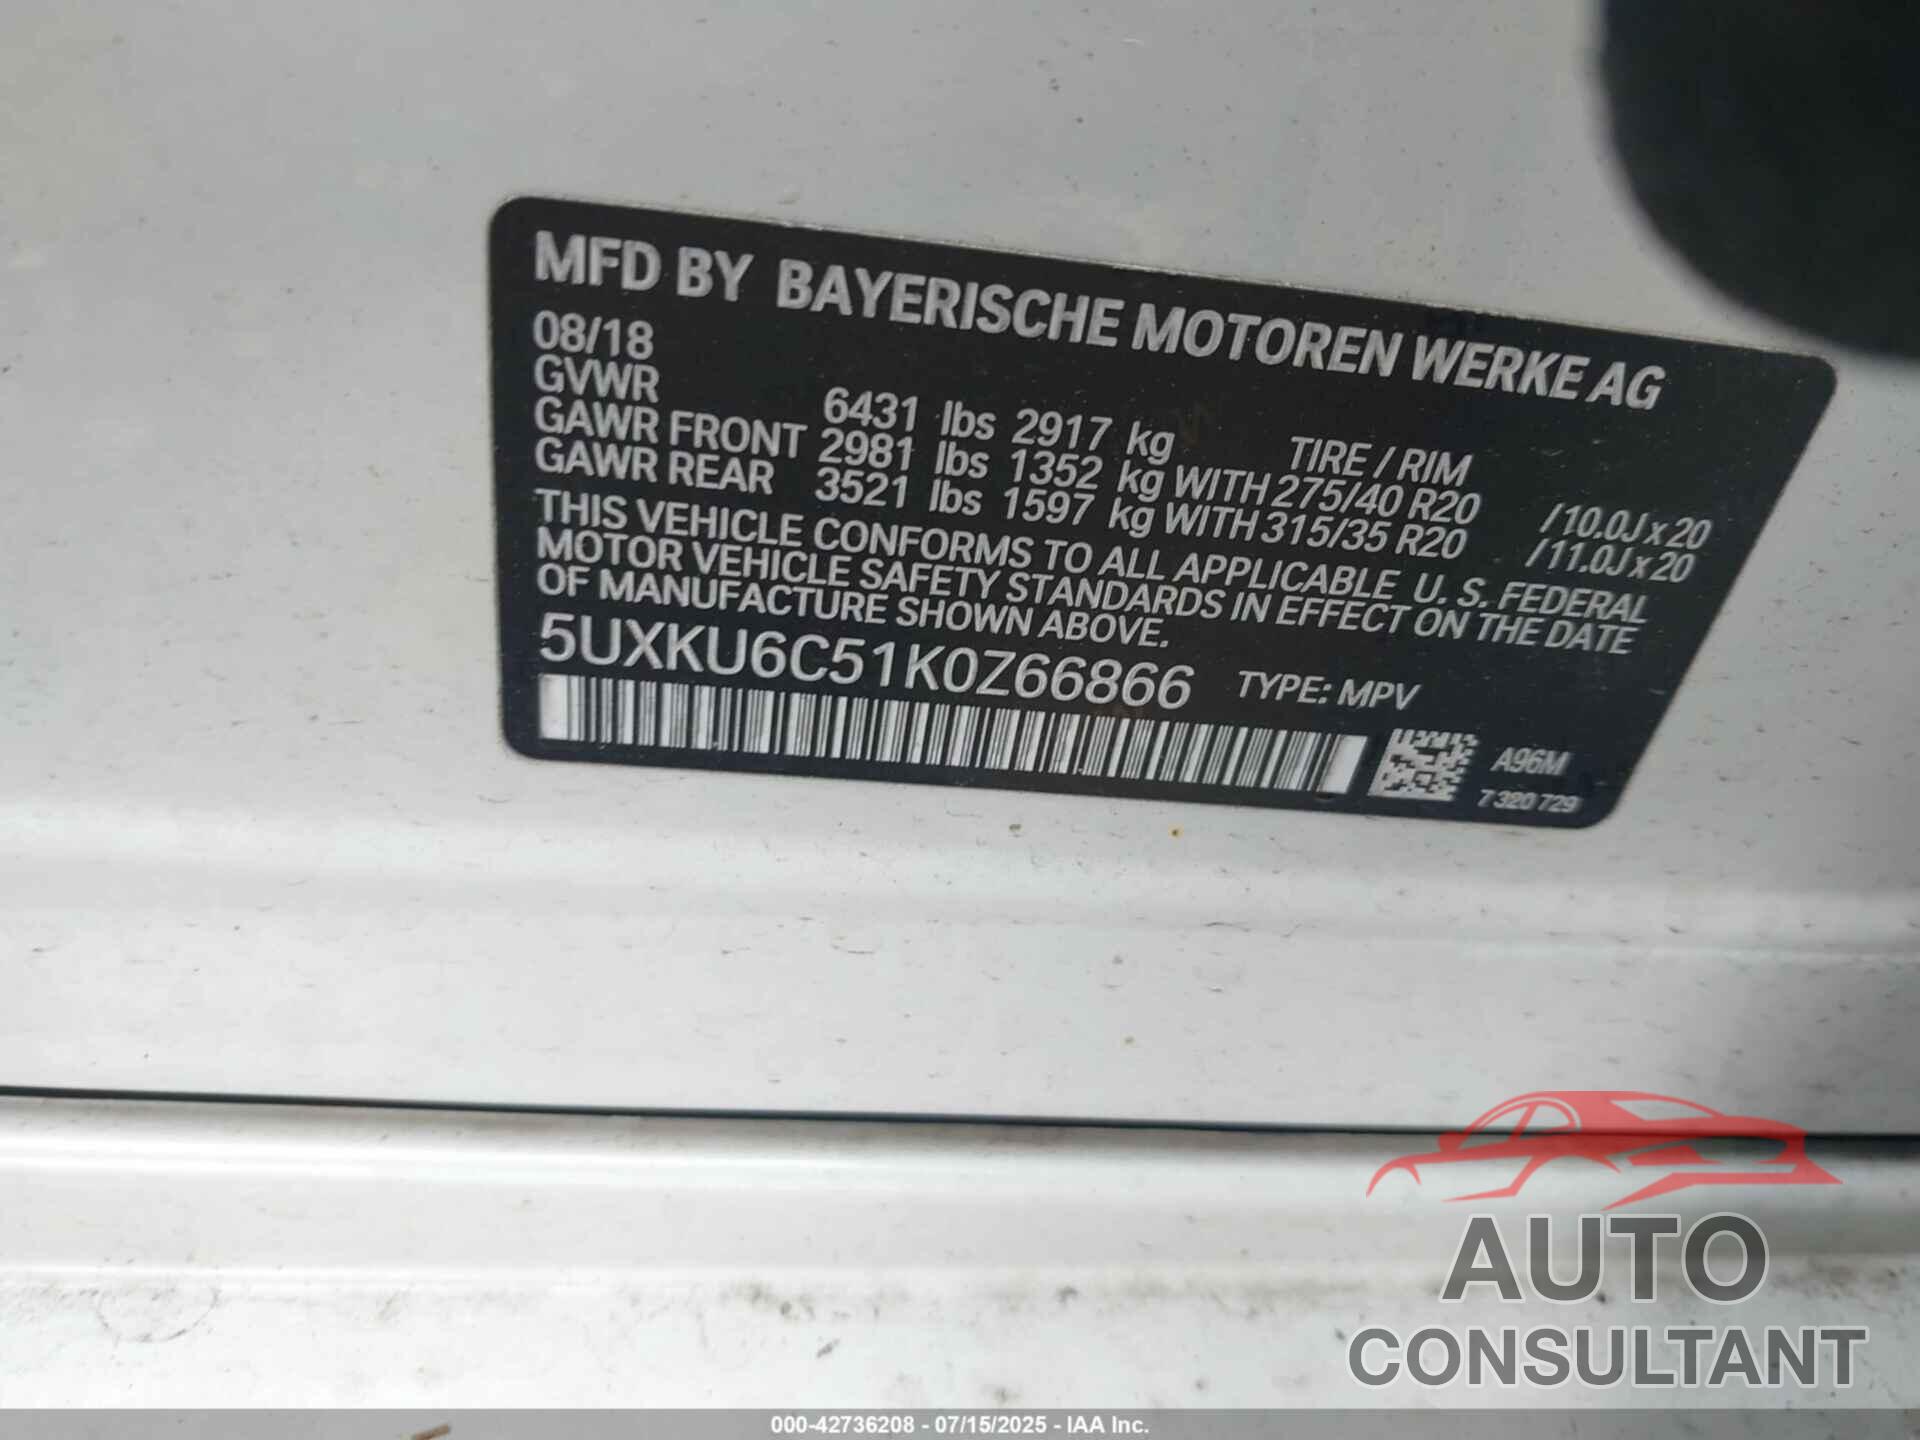 MFD BY BAYERISCHE MOTOREN WERKE AG
08/18
GVWR 6431 lbs 2917 kg TIRE / RIM
GAWR FRONT 2981 lbs 1352 kg WITH 275/40 R20 /10.0J x 20
GAWR REAR 3521 lbs 1597 kg WITH 315/35 R20 /11.0J x 20
THIS VEHICLE CONFORMS TO ALL APPLICABLE U. S. FEDERAL
MOTOR VEHICLE SAFETY STANDARDS IN EFFECT ON THE DATE
OF MANUFACTURE SHOWN ABOVE.
5UXKU6C51K0Z66866 TYPE: MPV
A96M
7 320 729
AUTO
CONSULTANT
000-42736208 - 07/15/2025 - IAA Inc.